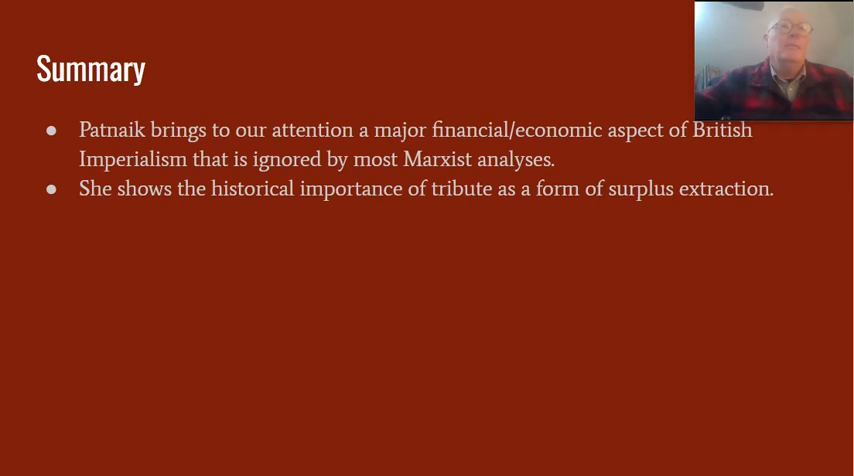 Summary
● Patnaik brings to our attention a major financial/economic aspect of British
Imperialism that is ignored by most Marxist analyses.
● She shows the historical importance of tribute as a form of surplus extraction.